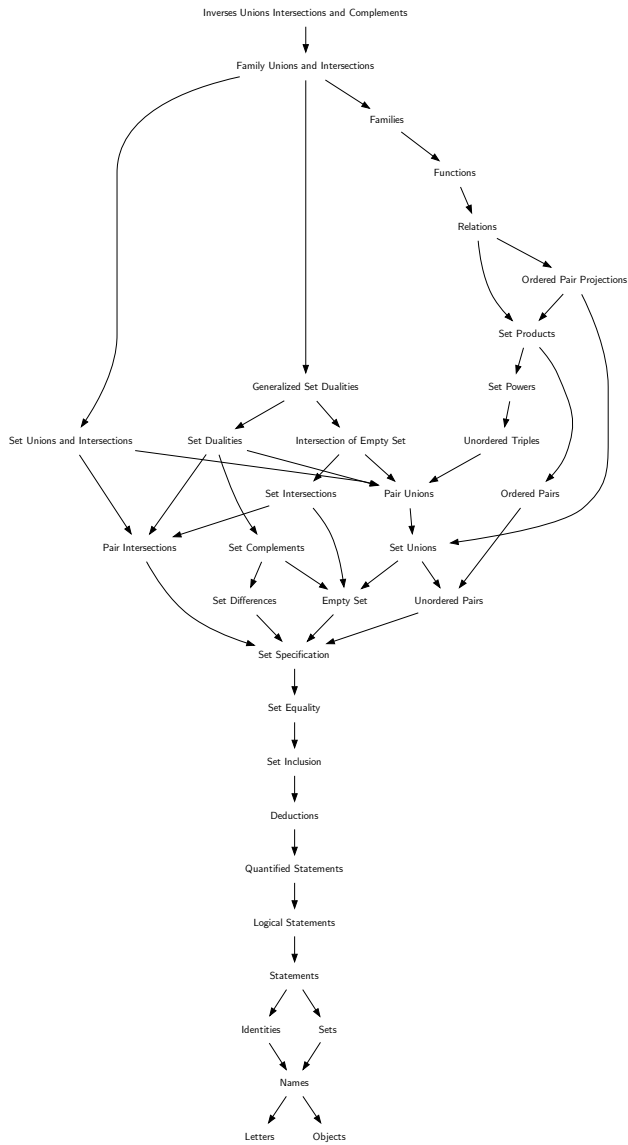 Inverses Unions Intersections and Complements
Family Unions and Intersections
Families
Functions
Relations
Ordered Pair Projections
Set Products
Generalized Set Dualities
Set Powers
Set Unions and Intersections
Set Dualities
Intersection of Empty Set
Unordered Triples
Set Intersections
Pair Unions
Ordered Pairs
Pair Intersections
Set Complements
Set Unions
Set Differences
Empty Set
Unordered Pairs
Set Specification
Set Equality
Set Inclusion
Deductions
Quantified Statements
Logical Statements
Statements
Identities
Sets
Names
Letters
Objects